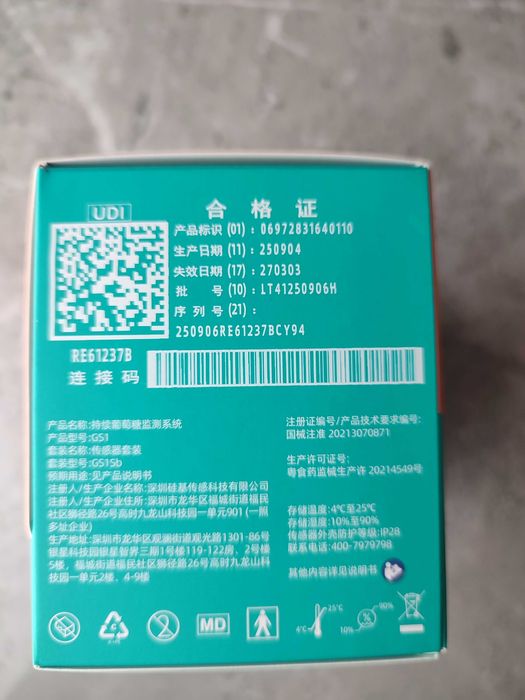 UDI
合格证
产品标识 (01) : 06972831640110
生产日期 (11) : 250904
失效日期 (17) : 270303
批 号 (10) : LT41250906H
序 列 号 (21) :
250906RE61237BCY94
RE61237B
连接码
产品名称:持续葡萄糖监测系统
产品型号:GS1
套装名称:传感器套装
套装型号:GS1Sb
预期用途:见产品说明书
注册人/生产企业名称:深圳硅基传感科技有限公司
注册人/生产企业住所:深圳市龙华区福城街道福民
社区狮径路26号高时九龙山科技园一单元901 (一照
多址企业)
生产地址:深圳市龙华区观澜街道观光路1301-86号
银星科技园银星智界三期1号楼119-122房、2号楼
5楼,福城街道福民社区狮径路26号高时九龙山科技
园一单元2楼、4-9楼
注册证编号/产品技术要求编号:
国械注准 20213070871
生产许可证号:
粤食药监械生产许 20214549号
存储温度:4℃至25℃
存储湿度:10%至90%
传感器外壳防护等级:IP28
联系电话:400-7979798
其他内容详见说明书
2
MD
4℃
25℃
10%
90%